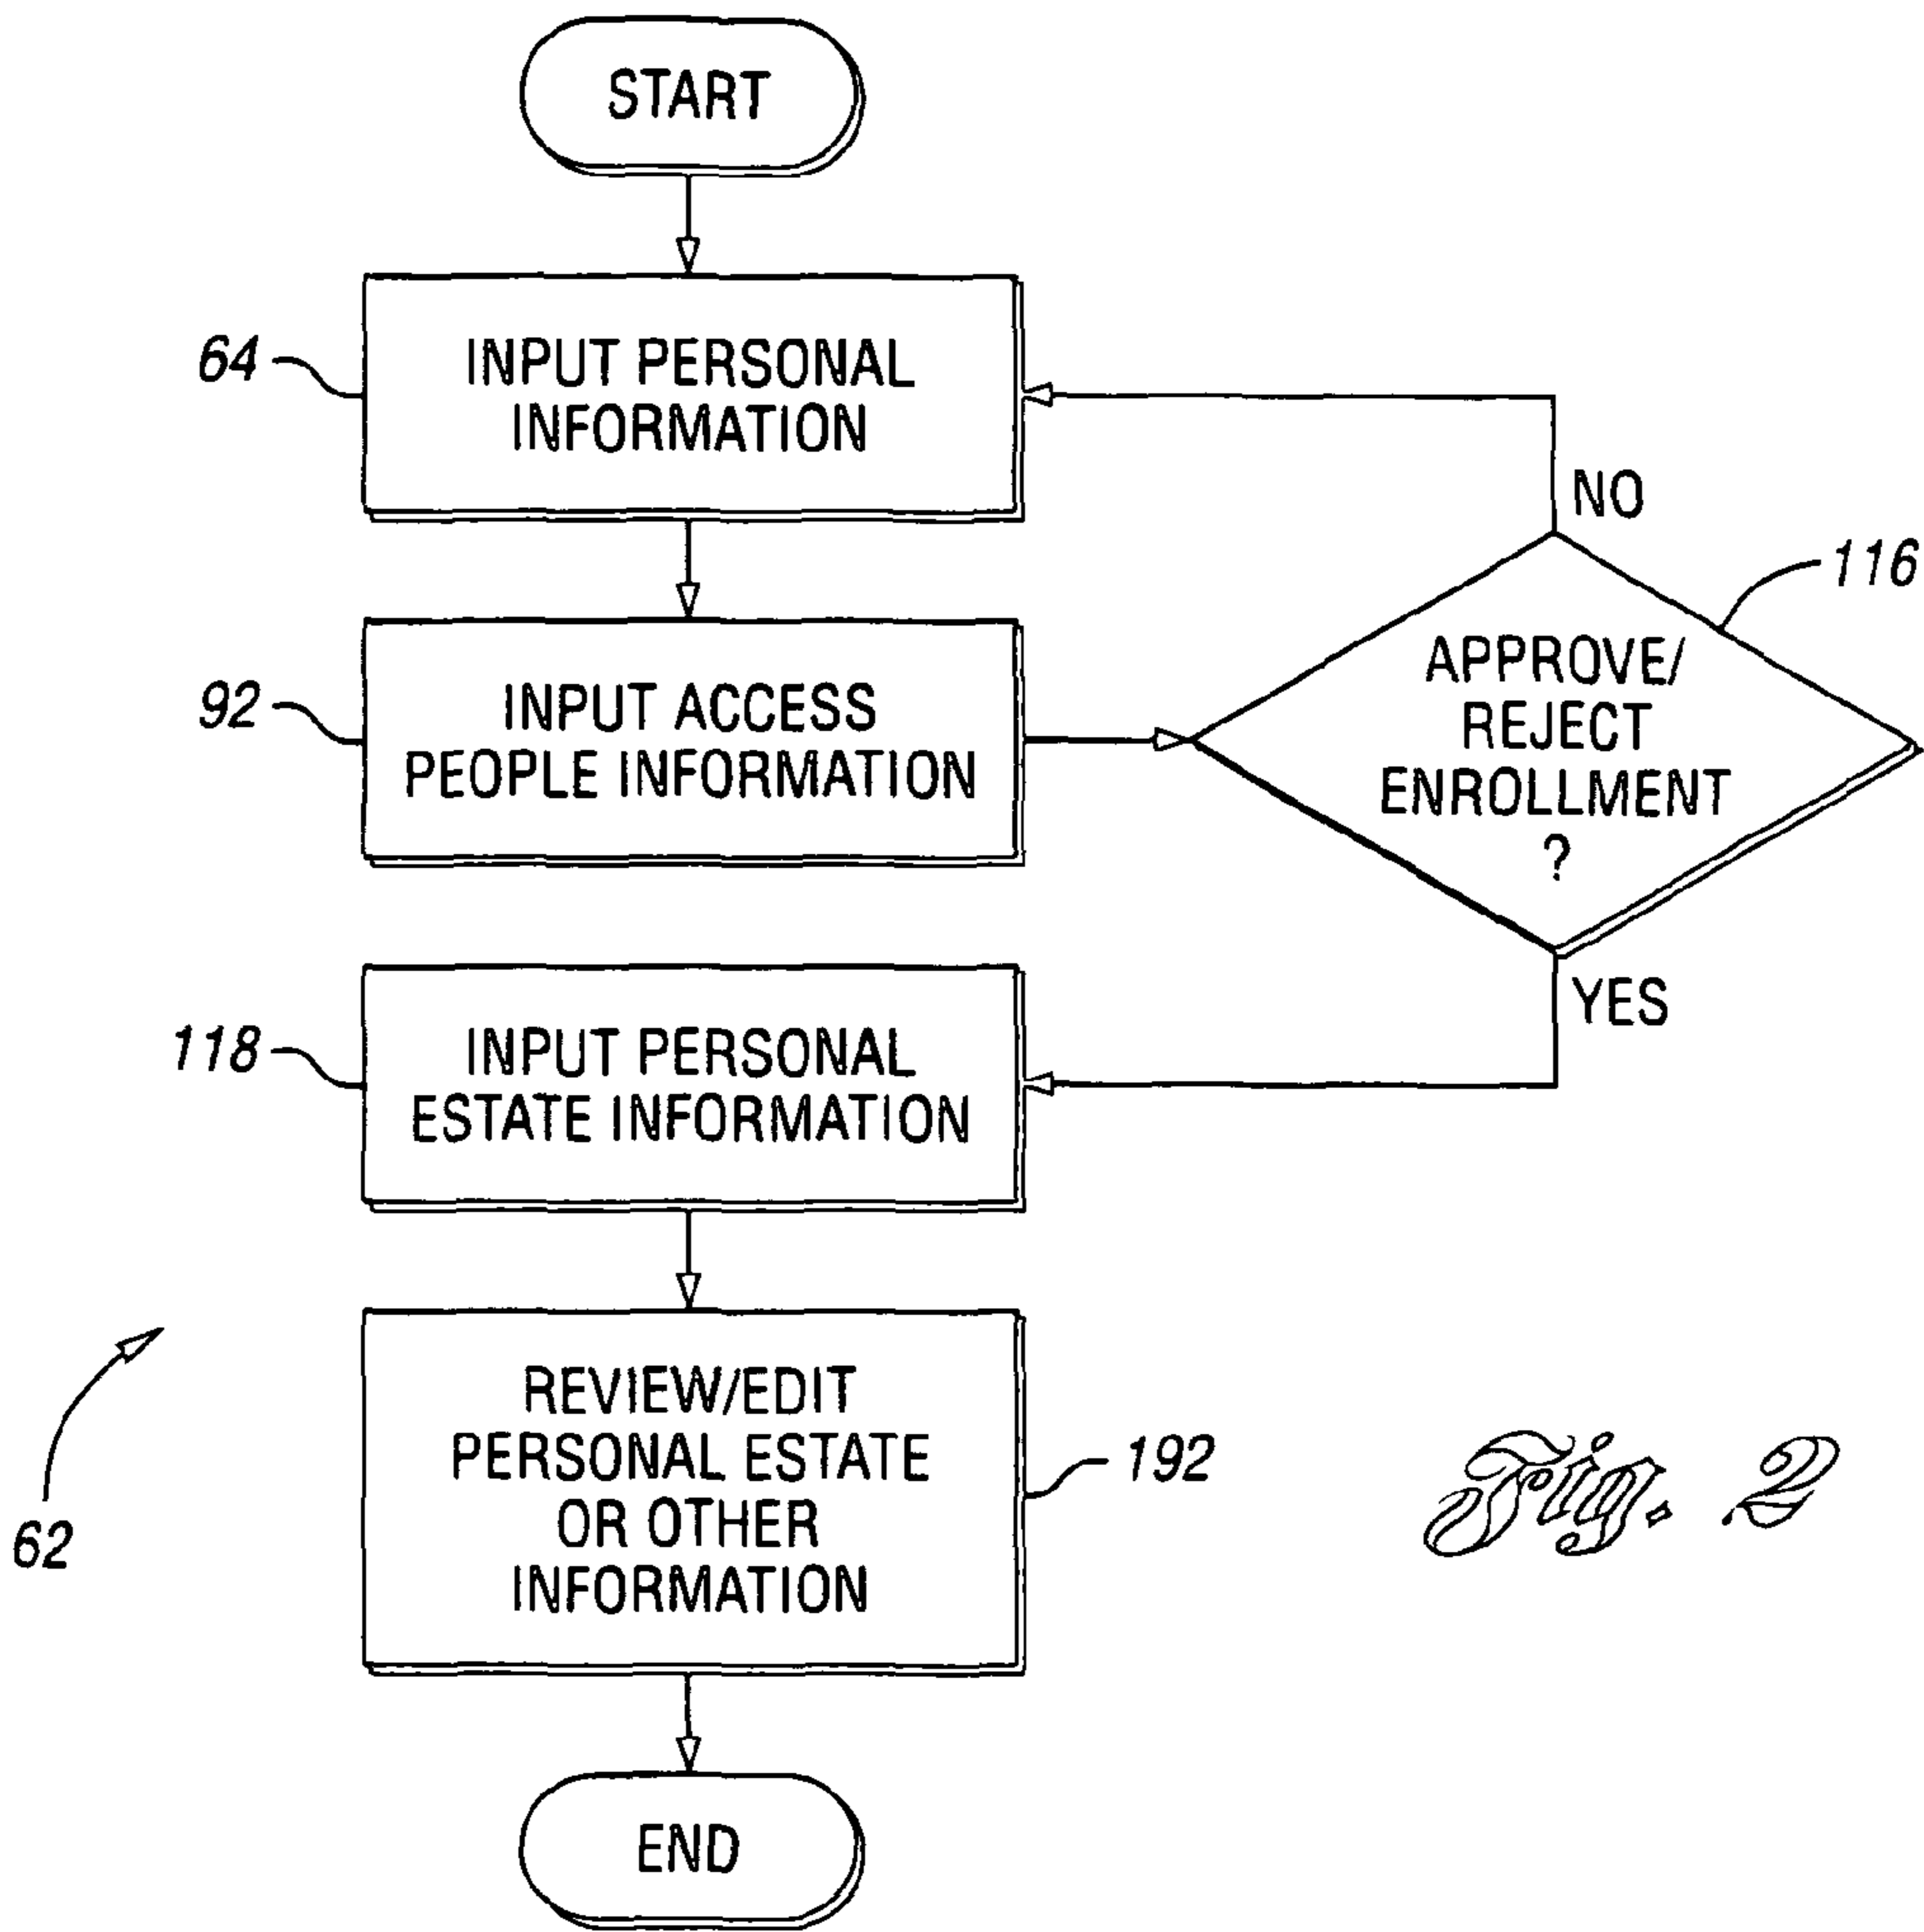 START
64
INPUT PERSONAL
INFORMATION
NO
116
92
INPUT ACCESS
PEOPLE INFORMATION
APPROVE/
REJECT
ENROLLMENT
?
YES
118
INPUT PERSONAL
ESTATE INFORMATION
REVIEW/EDIT
PERSONAL ESTATE
OR OTHER
INFORMATION
192
62
END
Fig. 2